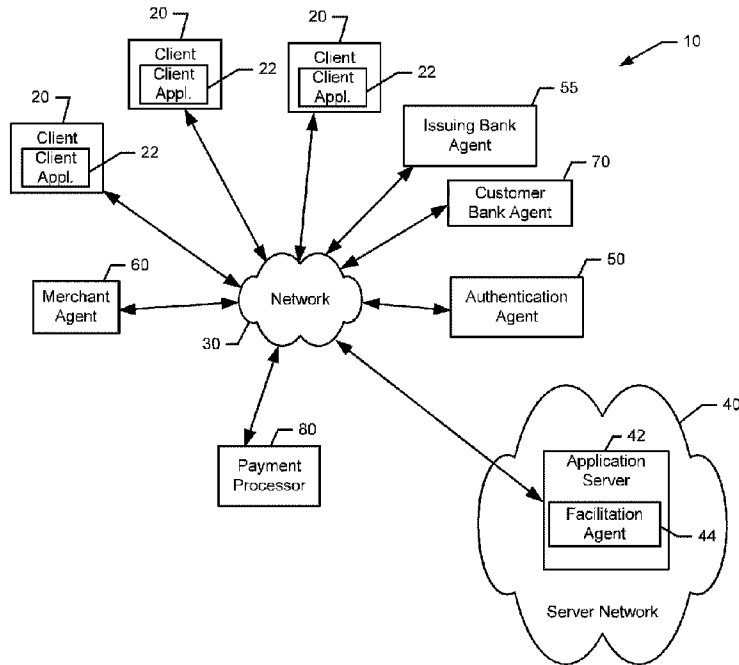 20
20
10
Client
Client
Client
Appl.
22
Client
Appl.
22
55
20
Issuing Bank
Agent
Client
Client
Appl.
22
70
Customer
Bank Agent
60
50
Merchant
Agent
Network
Authentication
Agent
30
80
40
Payment
Processor
42
Application
Server
Facilitation
Agent
44
Server Network